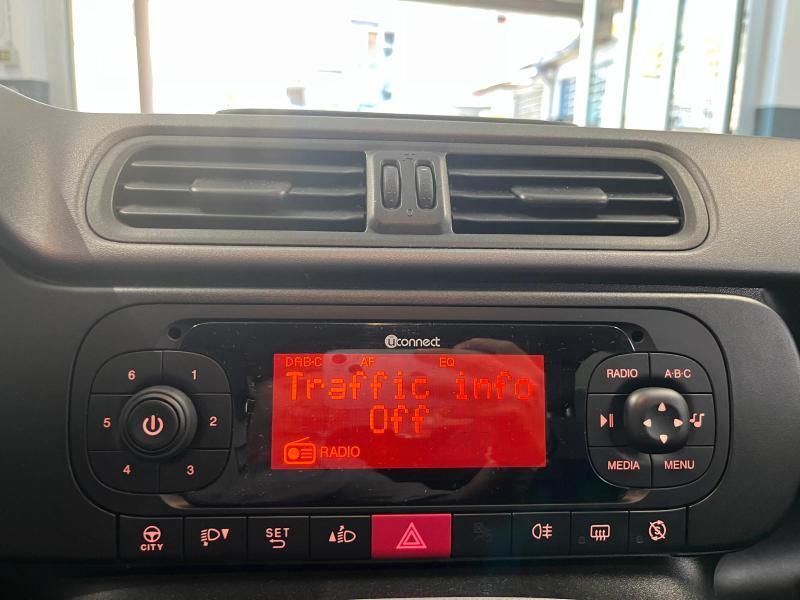 uconnect
DAB-C AF EQ
Traffic info
Off
RADIO
6 1
5 2
4 3
RADIO A·B·C
MEDIA MENU
CITY
SET